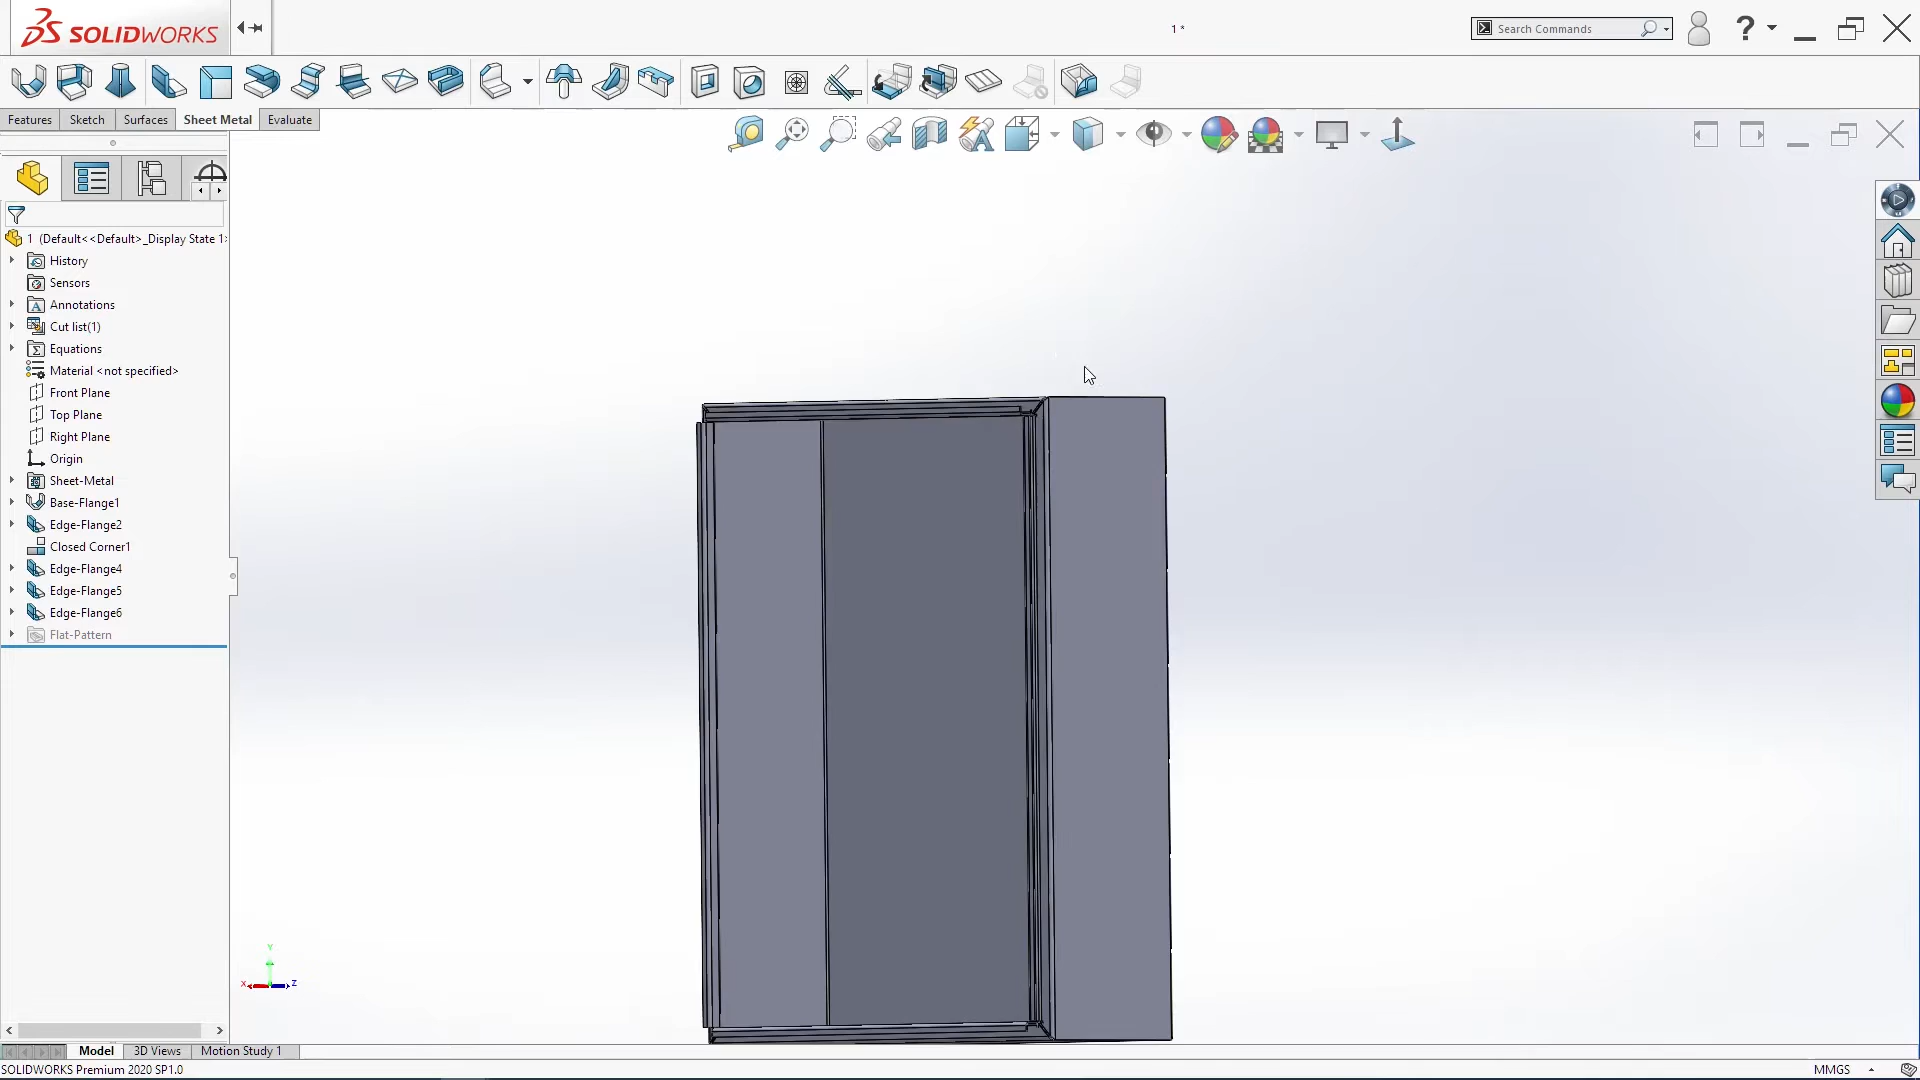 SOLIDWORKS
1 *
Search Commands
Features
Sketch
Surfaces
Sheet Metal
Evaluate
1 (Default<<Default>_Display State 1>
History
Sensors
Annotations
Cut list(1)
Equations
Material <not specified>
Front Plane
Top Plane
Right Plane
Origin
Sheet-Metal
Base-Flange1
Edge-Flange2
Closed Corner1
Edge-Flange4
Edge-Flange5
Edge-Flange6
Flat-Pattern
Y
X
Z
Model
3D Views
Motion Study 1
SOLIDWORKS Premium 2020 SP1.0
MMGS